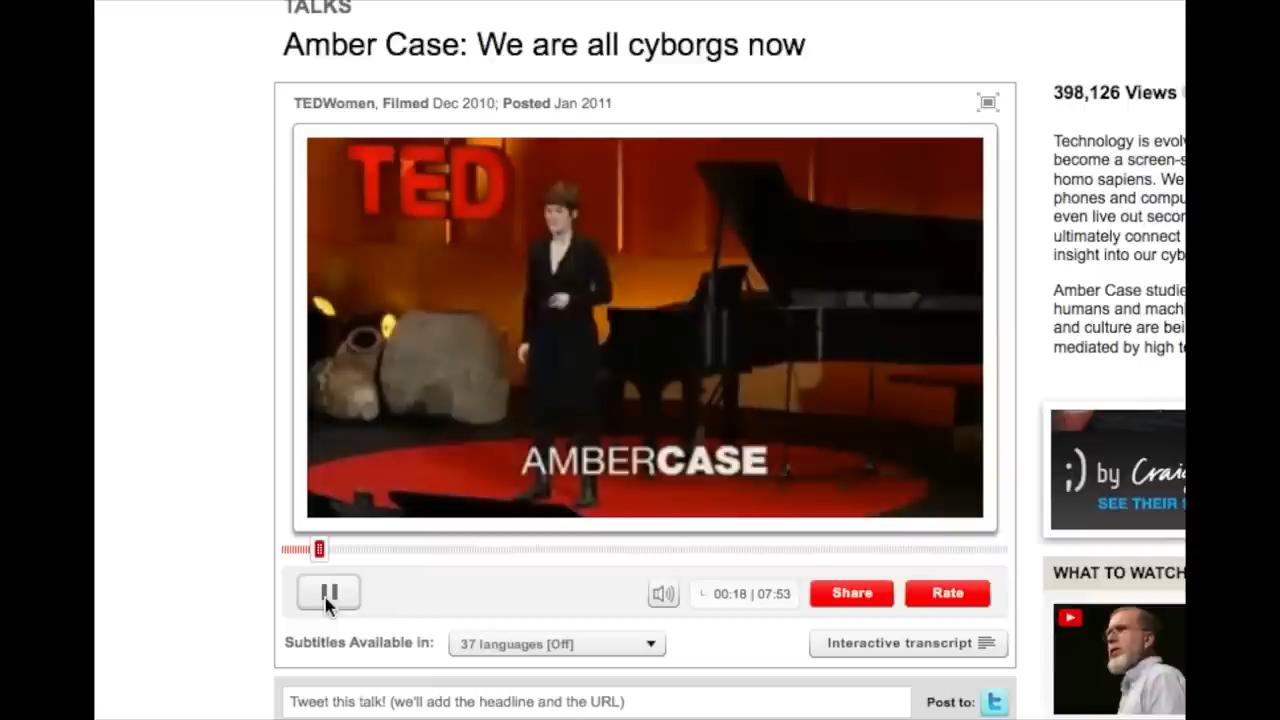 TALKS
Amber Case: We are all cyborgs now
TEDWomen, Filmed Dec 2010; Posted Jan 2011
TED
AMBERCASE
00:18 | 07:53
Share
Rate
Subtitles Available in:
37 languages [Off]
Interactive transcript
Tweet this talk! (we'll add the headline and the URL)
Post to:
398,126 Views
Technology is evol
become a screen-s
homo sapiens. We
phones and compu
even live out secon
ultimately connect
insight into our cyb
Amber Case studie
humans and mach
and culture are bei
mediated by high te
;) by Craig
SEE THEIR
WHAT TO WATCH